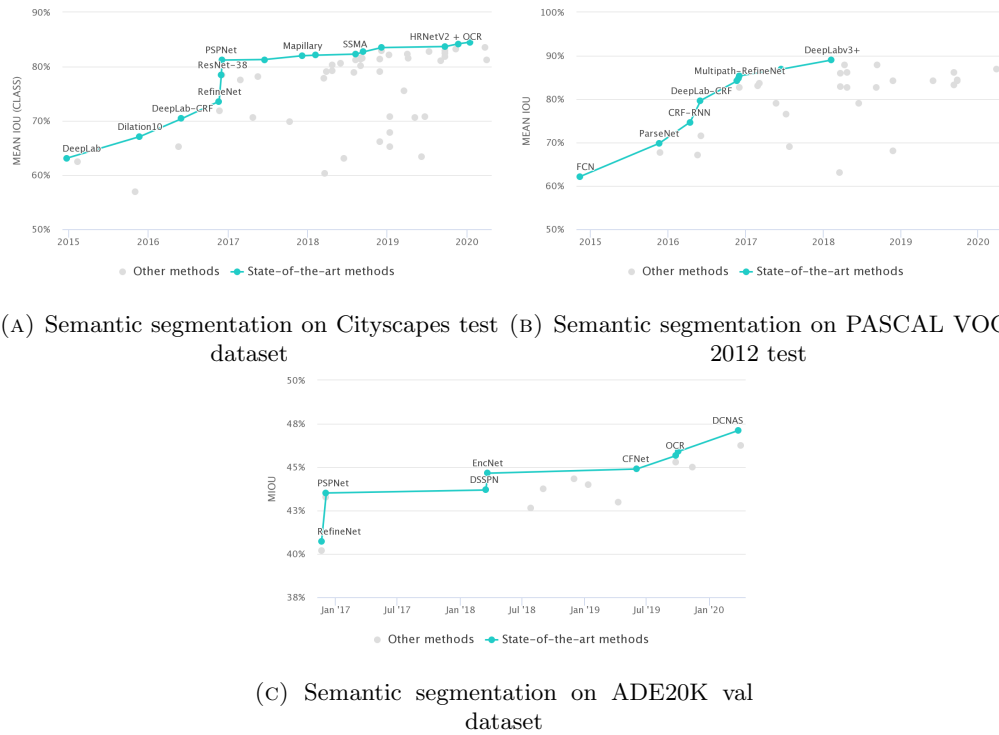 90%
80%
70%
60%
50%
MEAN IOU (CLASS)
DeepLab
Dilation10
DeepLab-CRF
RefineNet
ResNet-38
PSPNet
Mapillary
SSMA
HRNetV2 + OCR
2015 2016 2017 2018 2019 2020
Other methods State-of-the-art methods
(A) Semantic segmentation on Cityscapes test
dataset
100%
90%
80%
70%
60%
50%
MEAN IOU
FCN
ParseNet
CRF-RNN
DeepLab-CRF
Multipath-RefineNet
DeepLabv3+
2015 2016 2017 2018 2019 2020
Other methods State-of-the-art methods
(B) Semantic segmentation on PASCAL VOC
2012 test
50%
48%
45%
43%
40%
38%
MIOU
RefineNet
PSPNet
DSSPN
EncNet
CFNet
OCR
DCNAS
Jan '17 Jul '17 Jan '18 Jul '18 Jan '19 Jul '19 Jan '20
Other methods State-of-the-art methods
(C) Semantic segmentation on ADE20K val
dataset